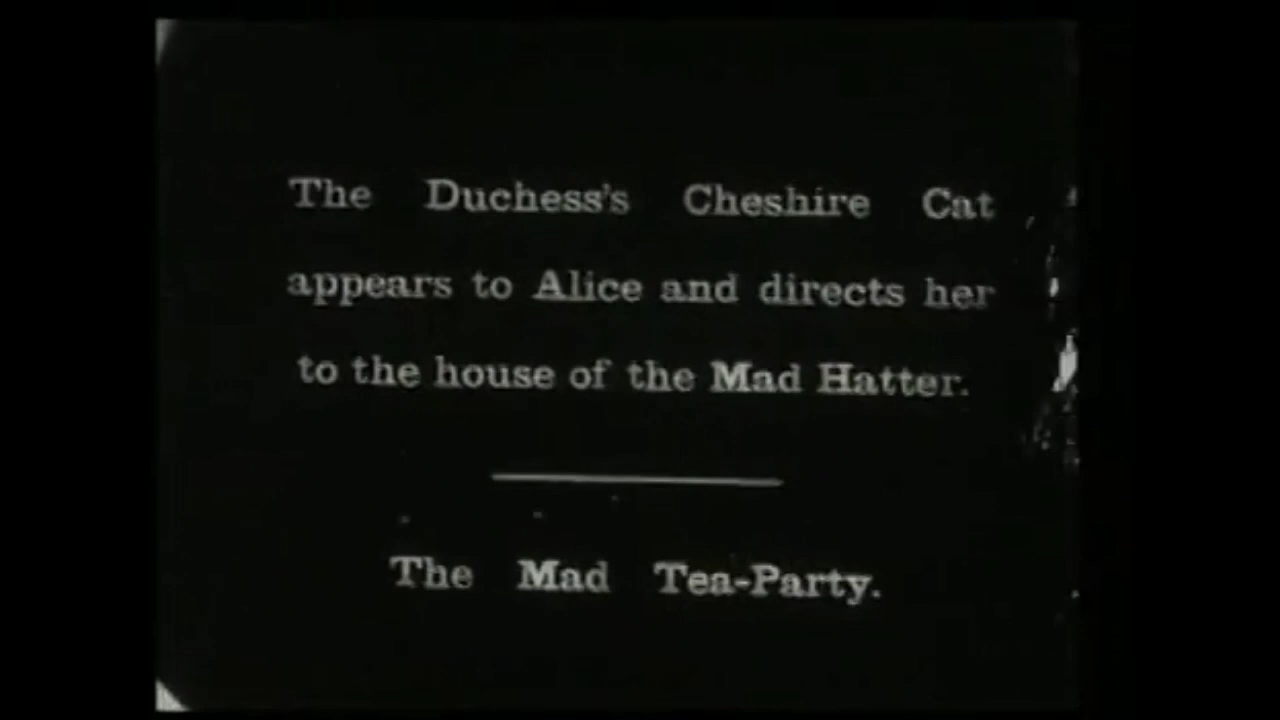 The Duchess's Cheshire Cat
appears to Alice and directs her
to the house of the Mad Hatter.
The Mad Tea-Party.